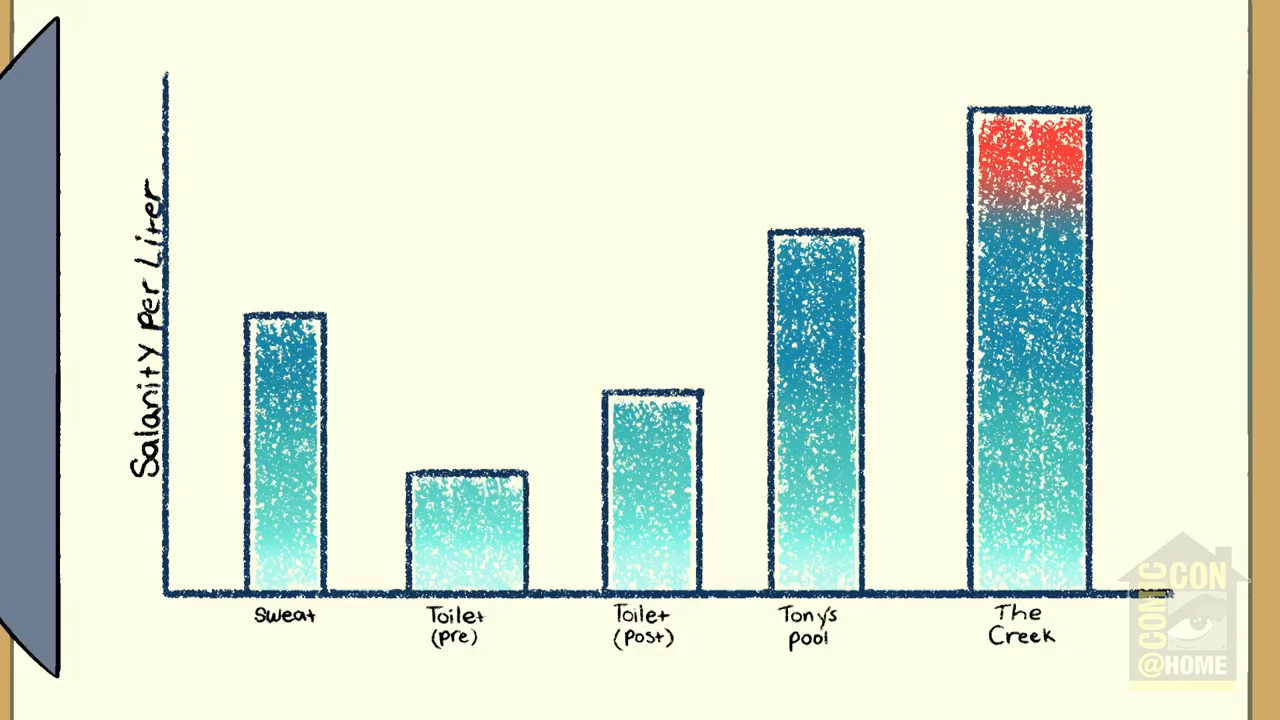 Salanity Per Liter
Sweat
Toilet
(pre)
Toilet
(Post)
Tony's
pool
The
Creek
COMIC
CON
@HOME